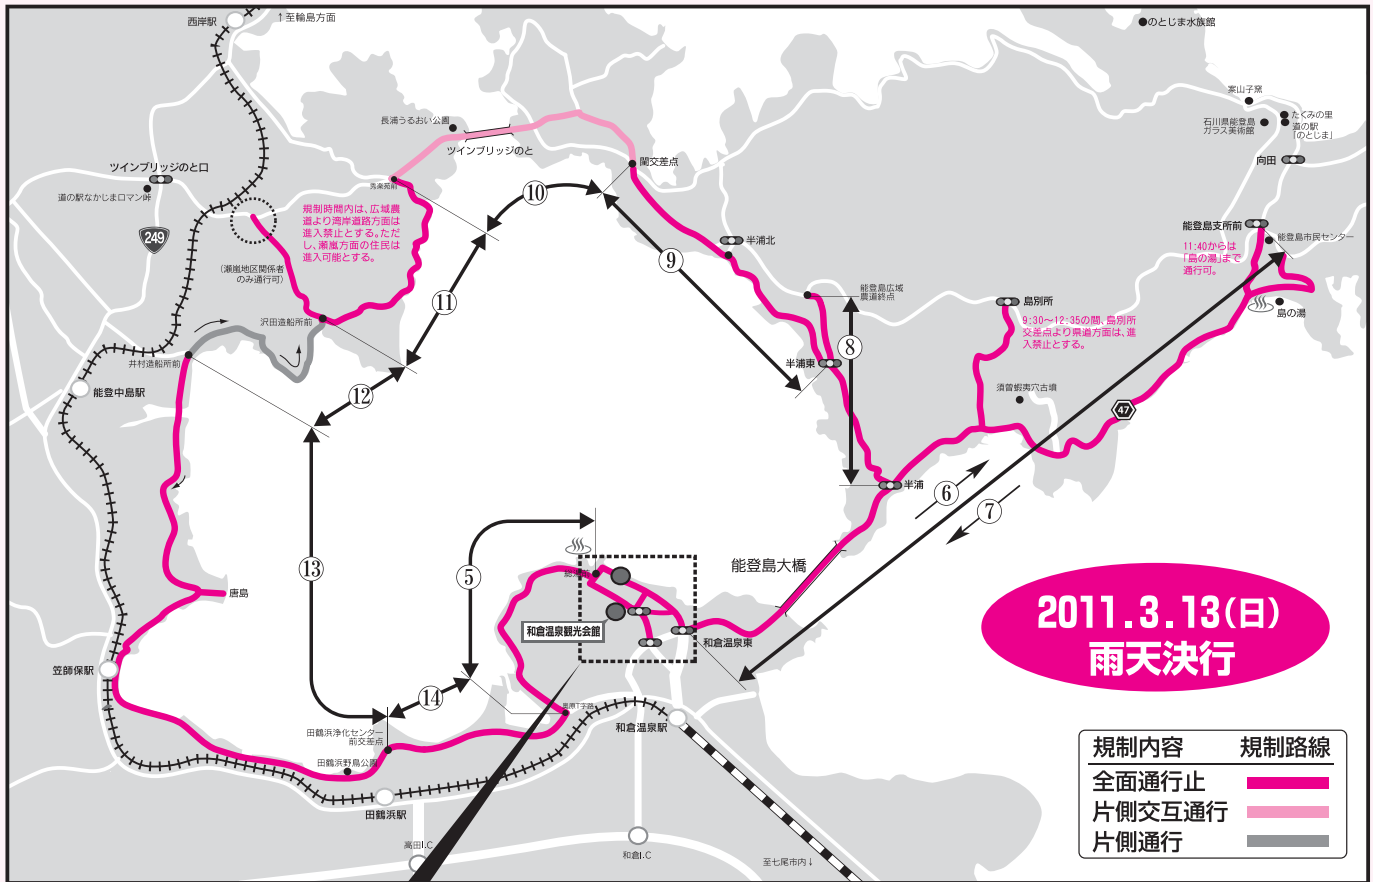 西岸駅
↑至輪島方面
●のとじま水族館
案山子窯
たくみの里
道の駅
「のとじま」
石川県能登島
ガラス美術館
向田
長浦うるおい公園
ツインブリッジのと
閨交差点
ツインブリッジのと口
道の駅なかじまロマン峠
249
規制時間内は、広域農
道より湾岸道路方面は
進入禁止とする。ただ
し、瀬嵐方面の住民は
進入可能とする。
(瀬嵐地区関係者
のみ通行可)
⑩
⑨
⑪
半浦北
能登島支所前
能登島市民センター
11:40からは
「島の湯」まで
通行可。
島の湯
能登島広域
農道終点
島別所
9:30〜12:35の間、島別所
交差点より県道方面は、進
入禁止とする。
沢田造船所前
井村造船所前
半浦東
⑧
能登中島駅
⑫
須曽蝦夷穴古墳
47
半浦
⑥
⑦
能登島大橋
⑬
⑤
唐島
和倉温泉観光会館
和倉温泉東
2011.3.13(日)
雨天決行
笠師保駅
⑭
田鶴浜浄化センター
前交差点
奥原T字路
和倉温泉駅
田鶴浜野鳥公園
田鶴浜駅
高田I.C
和倉I.C
至七尾市内↓
規制内容 規制路線
全面通行止
片側交互通行
片側通行